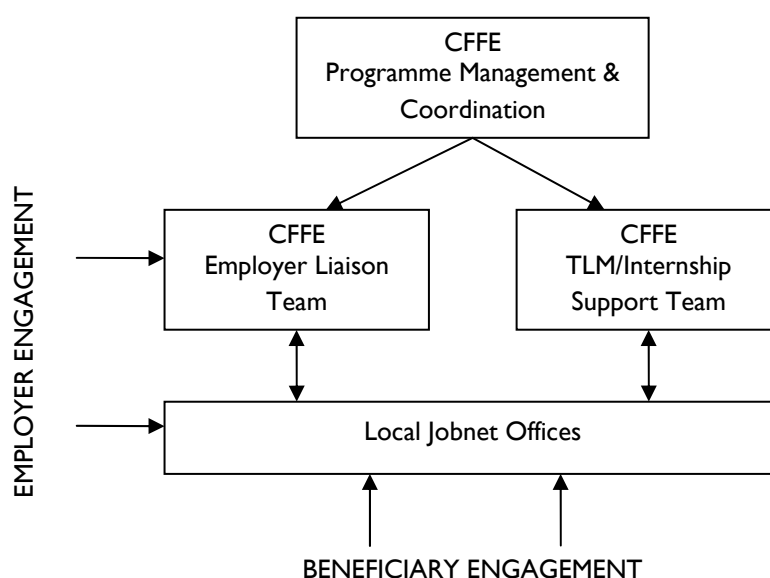 CFFE
Programme Management &
Coordination
EMPLOYER ENGAGEMENT
CFFE
Employer Liaison
Team
CFFE
TLM/Internship
Support Team
Local Jobnet Offices
BENEFICIARY ENGAGEMENT